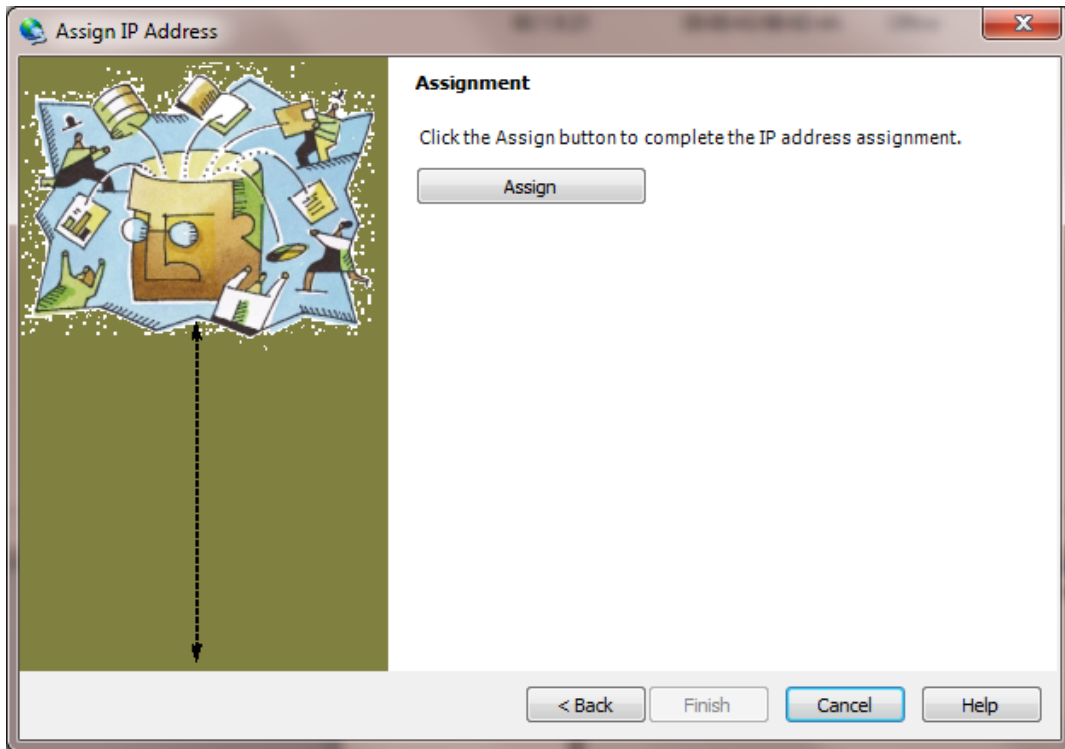 Assign IP Address
Assignment
Click the Assign button to complete the IP address assignment.
Assign
< Back
Finish
Cancel
Help